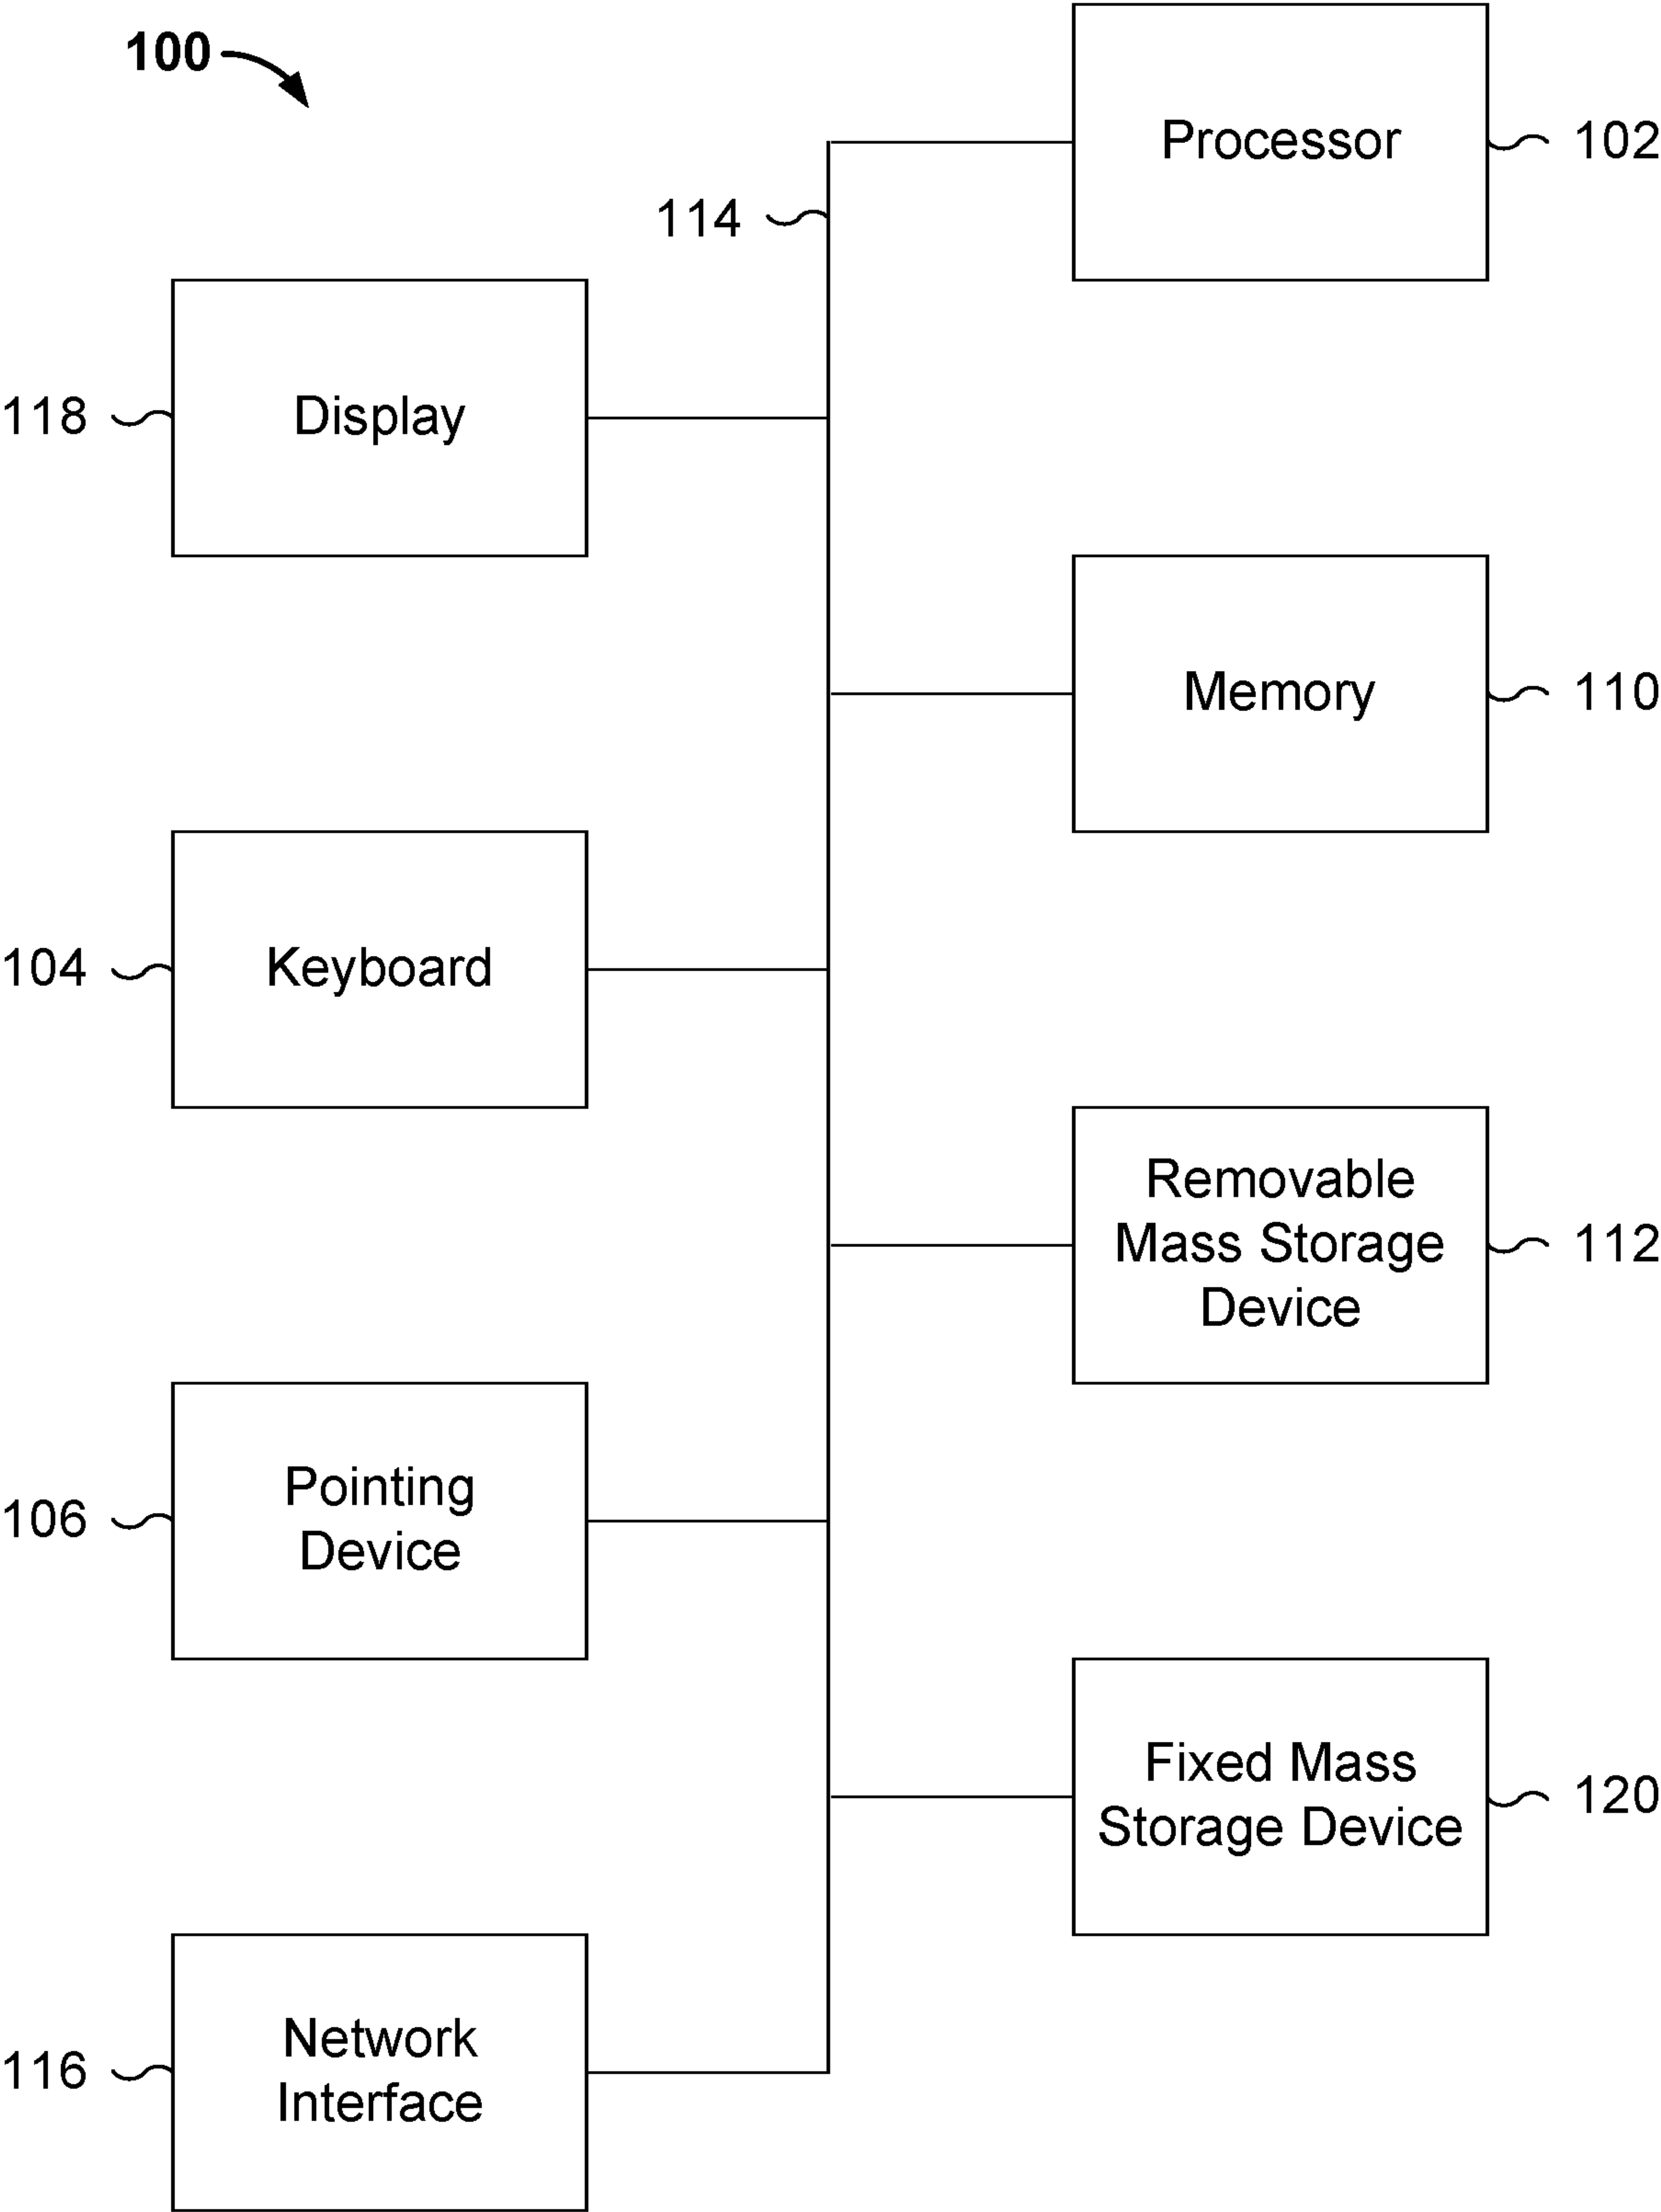 100
Processor
102
114
118
Display
Memory
110
104
Keyboard
Removable
Mass Storage
Device
112
106
Pointing
Device
Fixed Mass
Storage Device
120
116
Network
Interface